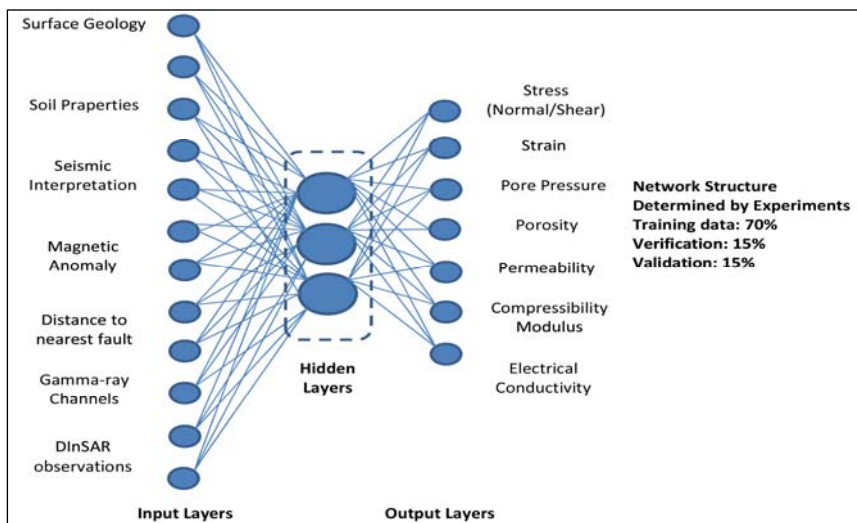 Surface Geology
Soil Praperties
Seismic
Interpretation
Magnetic
Anomaly
Distance to
nearest fault
Gamma-ray
Channels
DInSAR
observations
Input Layers
Hidden
Layers
Stress
(Normal/Shear)
Strain
Pore Pressure
Porosity
Permeability
Compressibility
Modulus
Electrical
Conductivity
Output Layers
Network Structure
Determined by Experiments
Training data: 70%
Verification: 15%
Validation: 15%